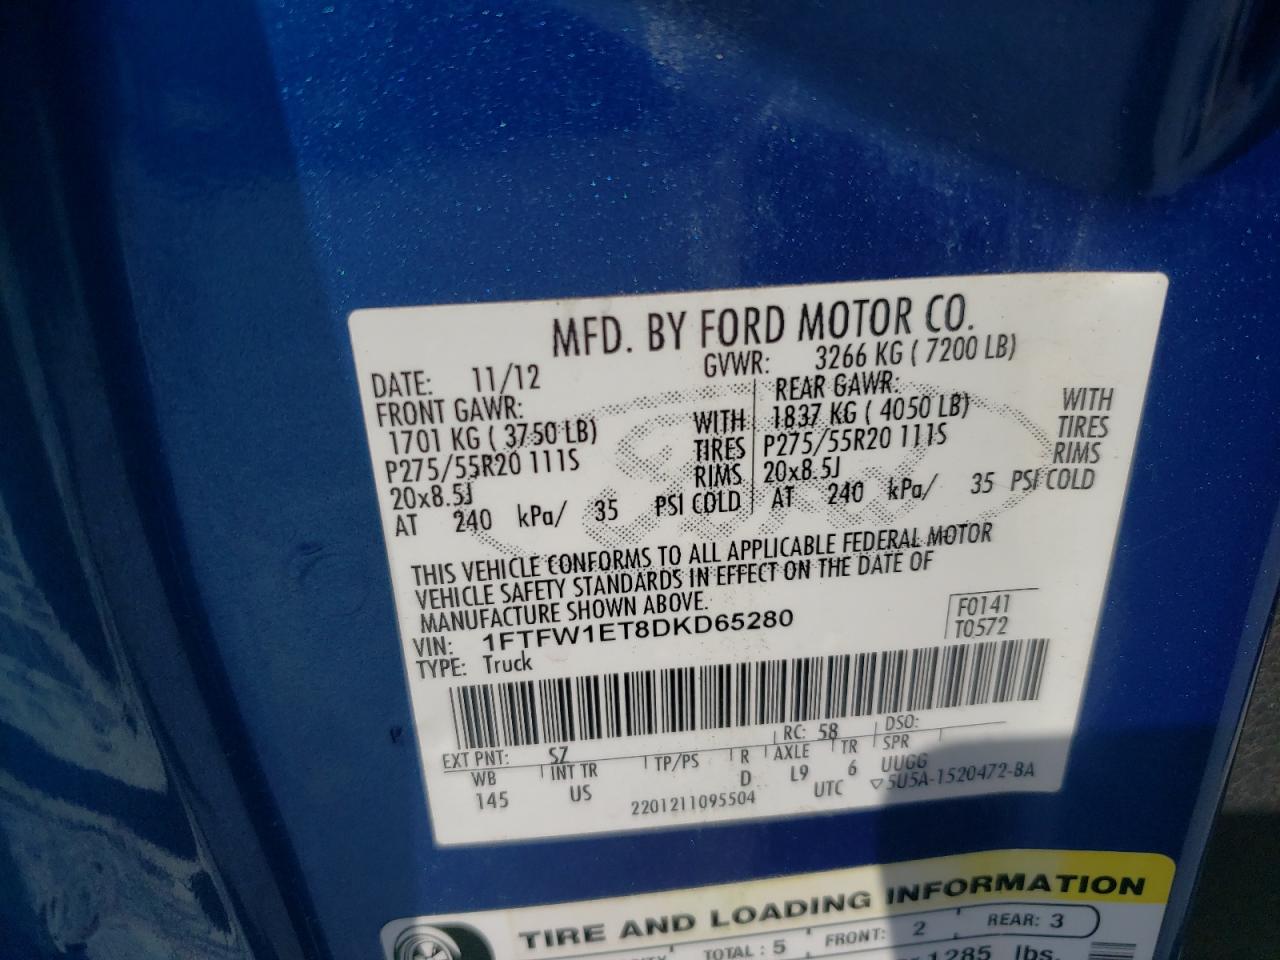 MFD. BY FORD MOTOR CO.
DATE: 11/12 GVWR: 3266 KG ( 7200 LB)
FRONT GAWR: REAR GAWR:
1701 KG ( 3750 LB) WITH 1837 KG ( 4050 LB) WITH
P275/55R20 111S TIRES P275/55R20 111S TIRES
20x8.5J RIMS 20x8.5J RIMS
AT 240 kPa/ 35 PSI COLD AT 240 kPa/ 35 PSI COLD
THIS VEHICLE CONFORMS TO ALL APPLICABLE FEDERAL MOTOR
VEHICLE SAFETY STANDARDS IN EFFECT ON THE DATE OF
MANUFACTURE SHOWN ABOVE.
VIN: 1FTFW1ET8DKD65280 F0141
TYPE: Truck T0572
EXT PNT: SZ RC: 58 DSO:
WB INT TR TP/PS R AXLE TR SPR
145 US D L9 6 UUGG
2201211095504 UTC ▽5U5A-1520472-BA
TIRE AND LOADING INFORMATION
TOTAL : 5 FRONT: 2 REAR: 3
1285 lbs.